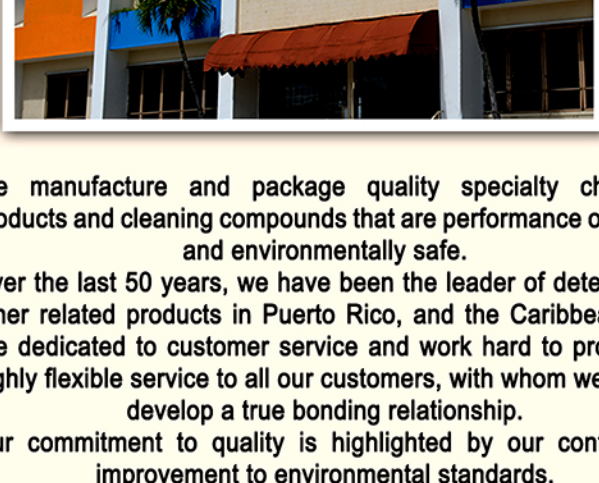 e manufacture and package quality specialty ch
oducts and cleaning compounds that are performance o
and environmentally safe.
ver the last 50 years, we have been the leader of dete
her related products in Puerto Rico, and the Caribbea
e dedicated to customer service and work hard to pro
ghly flexible service to all our customers, with whom we
develop a true bonding relationship.
ur commitment to quality is highlighted by our con
improvement to environmental standards.